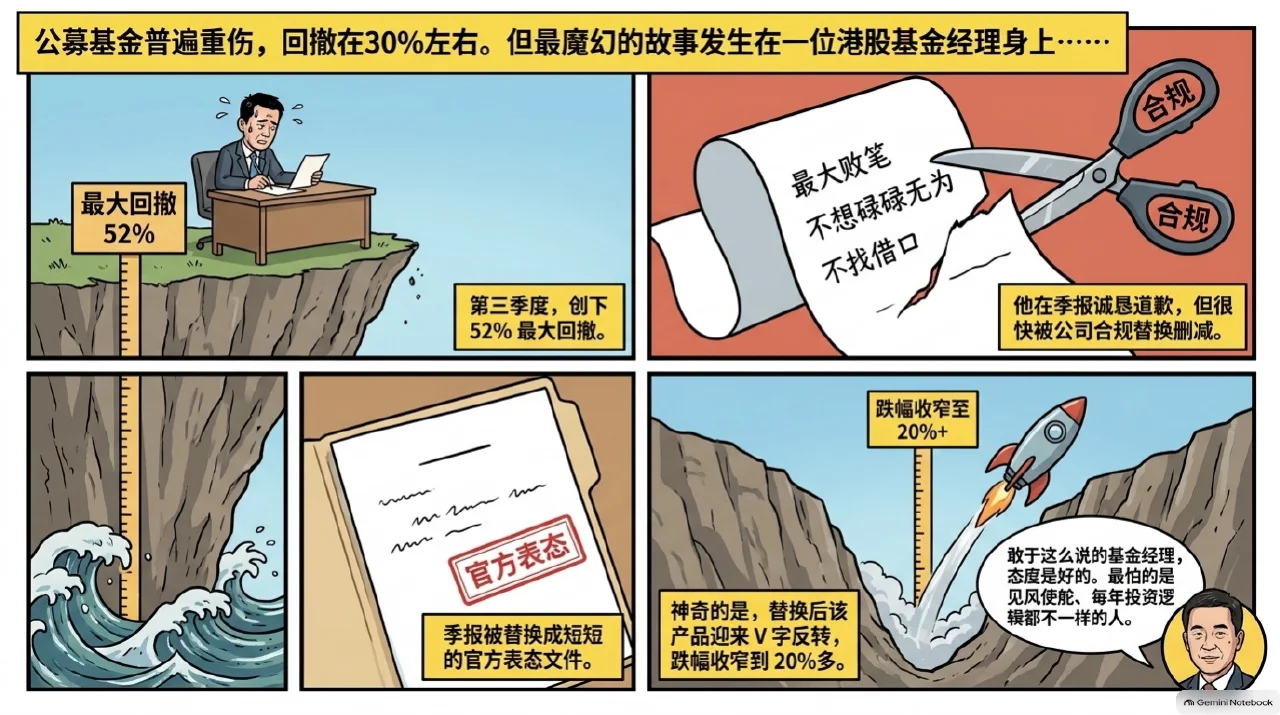 公募基金普遍重伤，回撤在30%左右。但最魔幻的故事发生在一位港股基金经理身上……
最大回撤
52%
第三季度，创下
52% 最大回撤。
最大败笔
不想碌碌无为
不找借口
合规
合规
他在季报诚恳道歉，但很
快被公司合规替换删减。
官方表态
季报被替换成短短
的官方表态文件。
跌幅收窄至
20%+
神奇的是，替换后该
产品迎来 V 字反转，
跌幅收窄到 20%多。
敢于这么说的基金经理，
态度是好的。最怕的是
见风使舵、每年投资逻
辑都不一样的人。
Gemini Notebook